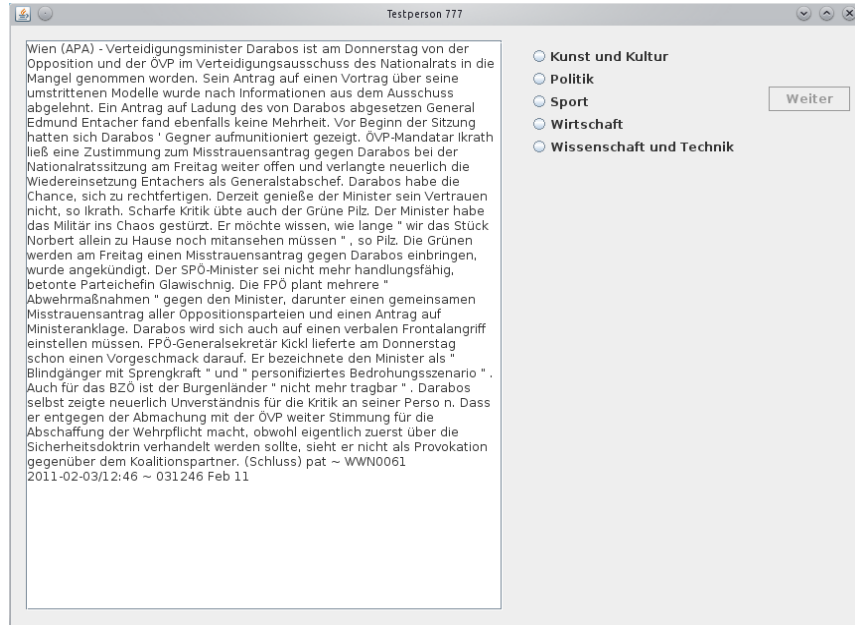 Testperson 777
Wien (APA) - Verteidigungsminister Darabos ist am Donnerstag von der
Opposition und der ÖVP im Verteidigungsausschuss des Nationalrats in die
Mangel genommen worden. Sein Antrag auf einen Vortrag über seine
umstrittenen Modelle wurde nach Informationen aus dem Ausschuss
abgelehnt. Ein Antrag auf Ladung des von Darabos abgesetzen General
Edmund Entacher fand ebenfalls keine Mehrheit. Vor Beginn der Sitzung
hatten sich Darabos ' Gegner aufmunitioniert gezeigt. ÖVP-Mandatar Ikrath
ließ eine Zustimmung zum Misstrauensantrag gegen Darabos bei der
Nationalratssitzung am Freitag weiter offen und verlangte neuerlich die
Wiedereinsetzung Entachers als Generalstabschef. Darabos habe die
Chance, sich zu rechtfertigen. Derzeit genieße der Minister sein Vertrauen
nicht, so Ikrath. Scharfe Kritik übte auch der Grüne Pilz. Der Minister habe
das Militär ins Chaos gestürzt. Er möchte wissen, wie lange " wir das Stück
Norbert allein zu Hause noch mitansehen müssen " , so Pilz. Die Grünen
werden am Freitag einen Misstrauensantrag gegen Darabos einbringen,
wurde angekündigt. Der SPÖ-Minister sei nicht mehr handlungsfähig,
betonte Parteichefin Glawischnig. Die FPÖ plant mehrere "
Abwehrmaßnahmen " gegen den Minister, darunter einen gemeinsamen
Misstrauensantrag aller Oppositionsparteien und einen Antrag auf
Ministeranklage. Darabos wird sich auch auf einen verbalen Frontalangriff
einstellen müssen. FPÖ-Generalsekretär Kickl lieferte am Donnerstag
schon einen Vorgeschmack darauf. Er bezeichnete den Minister als "
Blindgänger mit Sprengkraft " und " personifiziertes Bedrohungsszenario " .
Auch für das BZÖ ist der Burgenländer " nicht mehr tragbar " . Darabos
selbst zeigte neuerlich Unverständnis für die Kritik an seiner Perso n. Dass
er entgegen der Abmachung mit der ÖVP weiter Stimmung für die
Abschaffung der Wehrpflicht macht, obwohl eigentlich zuerst über die
Sicherheitsdoktrin verhandelt werden sollte, sieht er nicht als Provokation
gegenüber dem Koalitionspartner. (Schluss) pat ~ WWN0061
2011-02-03/12:46 ~ 031246 Feb 11
Kunst und Kultur
Politik
Sport
Wirtschaft
Wissenschaft und Technik
Weiter